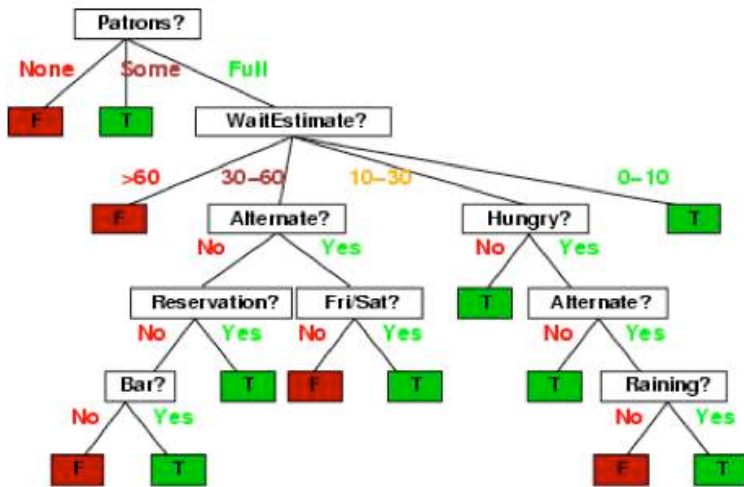 Patrons?
None Some Full
F T WaitEstimate?
>60 30–60 10–30 0–10
F Alternate? Hungry? T
No Yes No Yes
Reservation? Fri/Sat? T Alternate?
No Yes No Yes No Yes
Bar? T F T T Raining?
No Yes No Yes
F T F T